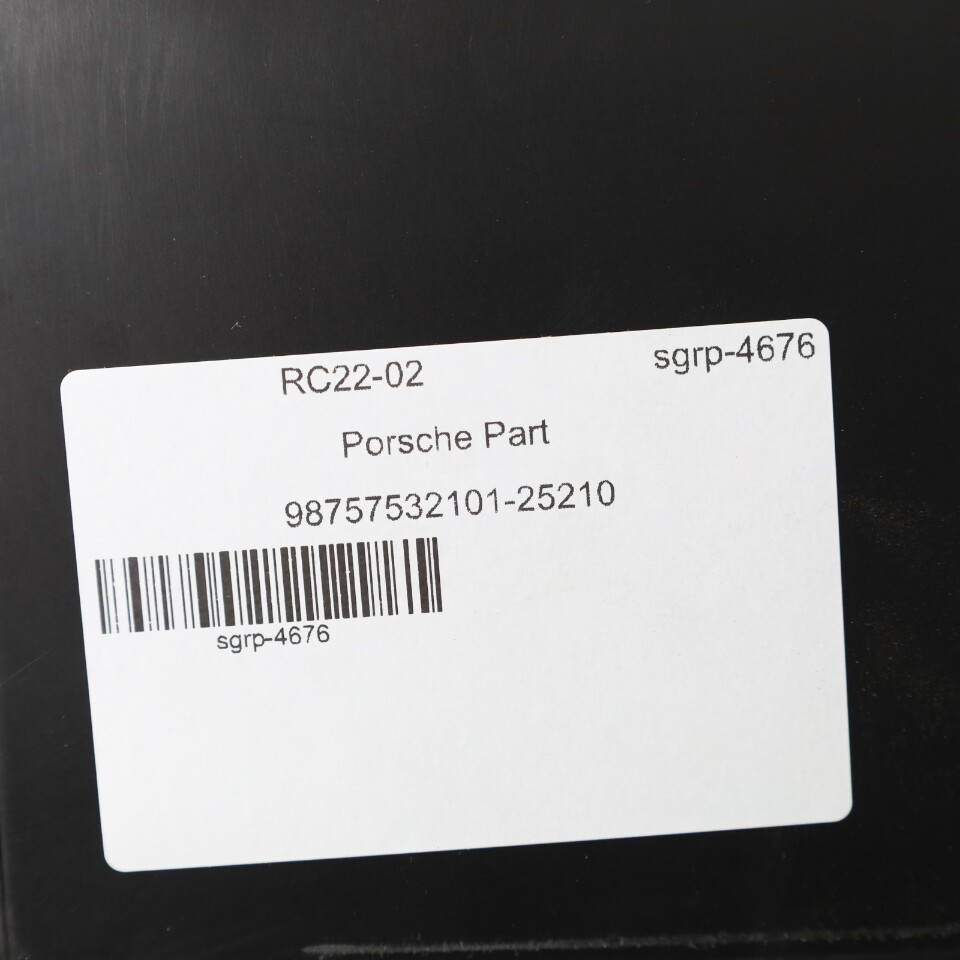 RC22-02 sgrp-4676
Porsche Part
98757532101-25210
sgrp-4676